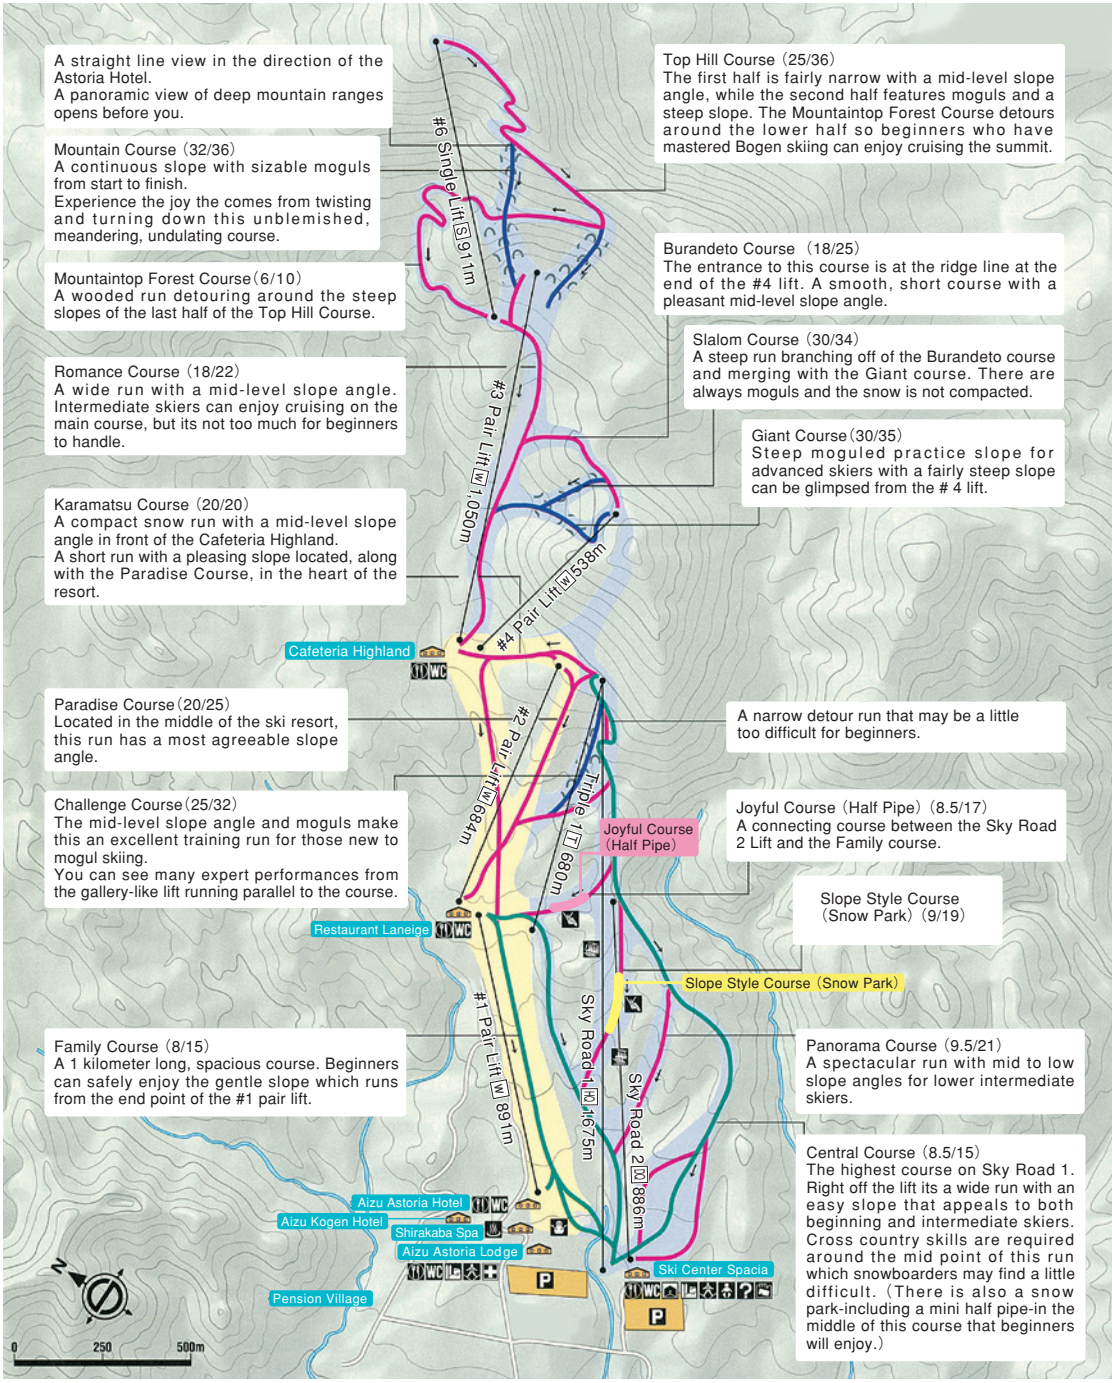 A straight line view in the direction of the
Astoria Hotel.
A panoramic view of deep mountain ranges
opens before you.
Mountain Course (32/36)
A continuous slope with sizable moguls
from start to finish.
Experience the joy the comes from twisting
and turning down this unblemished,
meandering, undulating course.
Mountaintop Forest Course (6/10)
A wooded run detouring around the steep
slopes of the last half of the Top Hill Course.
Romance Course (18/22)
A wide run with a mid-level slope angle.
Intermediate skiers can enjoy cruising on the
main course, but its not too much for beginners
to handle.
Karamatsu Course (20/20)
A compact snow run with a mid-level slope
angle in front of the Cafeteria Highland.
A short run with a pleasing slope located, along
with the Paradise Course, in the heart of the
resort.
Cafeteria Highland
WC
Paradise Course (20/25)
Located in the middle of the ski resort,
this run has a most agreeable slope
angle.
Challenge Course (25/32)
The mid-level slope angle and moguls make
this an excellent training run for those new to
mogul skiing.
You can see many expert performances from
the gallery-like lift running parallel to the course.
Restaurant Laneige
WC
Family Course (8/15)
A 1 kilometer long, spacious course. Beginners
can safely enjoy the gentle slope which runs
from the end point of the #1 pair lift.
Top Hill Course (25/36)
The first half is fairly narrow with a mid-level slope
angle, while the second half features moguls and a
steep slope. The Mountaintop Forest Course detours
around the lower half so beginners who have
mastered Bogen skiing can enjoy cruising the summit.
Burandeto Course (18/25)
The entrance to this course is at the ridge line at the
end of the #4 lift. A smooth, short course with a
pleasant mid-level slope angle.
Slalom Course (30/34)
A steep run branching off of the Burandeto course
and merging with the Giant course. There are
always moguls and the snow is not compacted.
Giant Course (30/35)
Steep moguled practice slope for
advanced skiers with a fairly steep slope
can be glimpsed from the # 4 lift.
A narrow detour run that may be a little
too difficult for beginners.
Joyful Course (Half Pipe) (8.5/17)
A connecting course between the Sky Road
2 Lift and the Family course.
Slope Style Course
(Snow Park) (9/19)
Joyful Course
(Half Pipe)
Slope Style Course (Snow Park)
Panorama Course (9.5/21)
A spectacular run with mid to low
slope angles for lower intermediate
skiers.
Central Course (8.5/15)
The highest course on Sky Road 1.
Right off the lift its a wide run with an
easy slope that appeals to both
beginning and intermediate skiers.
Cross country skills are required
around the mid point of this run
which snowboarders may find a little
difficult. (There is also a snow
park-including a mini half pipe-in the
middle of this course that beginners
will enjoy.)
#6 Single Lift S 911m
#3 Pair Lift W 1,050m
#4 Pair Lift W 538m
#2 Pair Lift W 684m
Triple 1 T 680m
#1 Pair Lift W 891m
Sky Road 1 1,675m
Sky Road 2 886m
Aizu Astoria Hotel
WC
Aizu Kogen Hotel
Shirakaba Spa
Aizu Astoria Lodge
WC
P
Ski Center Spacia
WC
?
P
Pension Village
N
0
250
500m